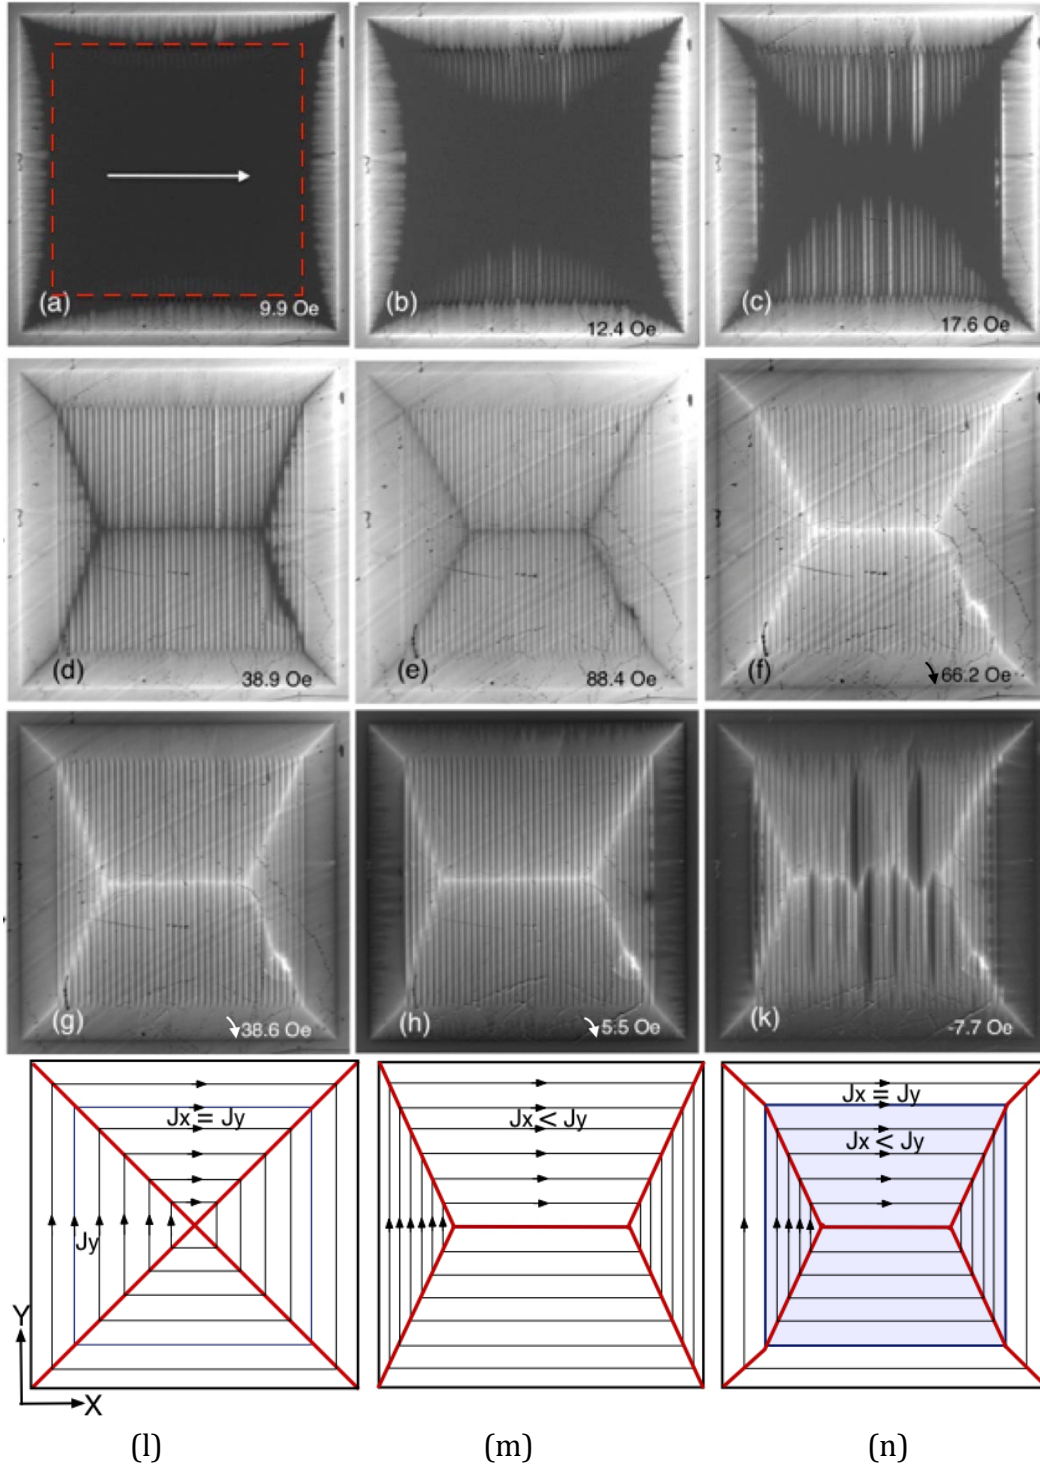 (a)
9.9 Oe
(b)
12.4 Oe
(c)
17.6 Oe
(d)
38.9 Oe
(e)
88.4 Oe
(f)
66.2 Oe
(g)
38.6 Oe
(h)
5.5 Oe
(k)
-7.7 Oe
Jx = Jy
Jy
Y
X
Jx < Jy
Jx = Jy
Jx < Jy
(l)
(m)
(n)